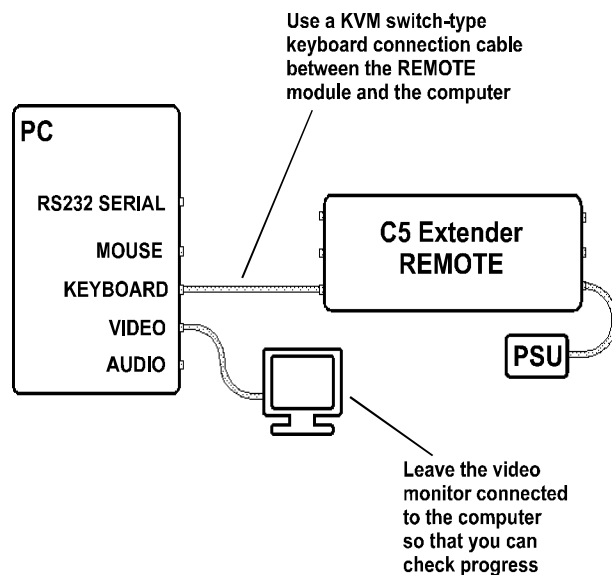 Use a KVM switch-type
keyboard connection cable
between the REMOTE
module and the computer
PC
RS232 SERIAL
MOUSE
KEYBOARD
VIDEO
AUDIO
C5 Extender
REMOTE
PSU
Leave the video
monitor connected
to the computer
so that you can
check progress